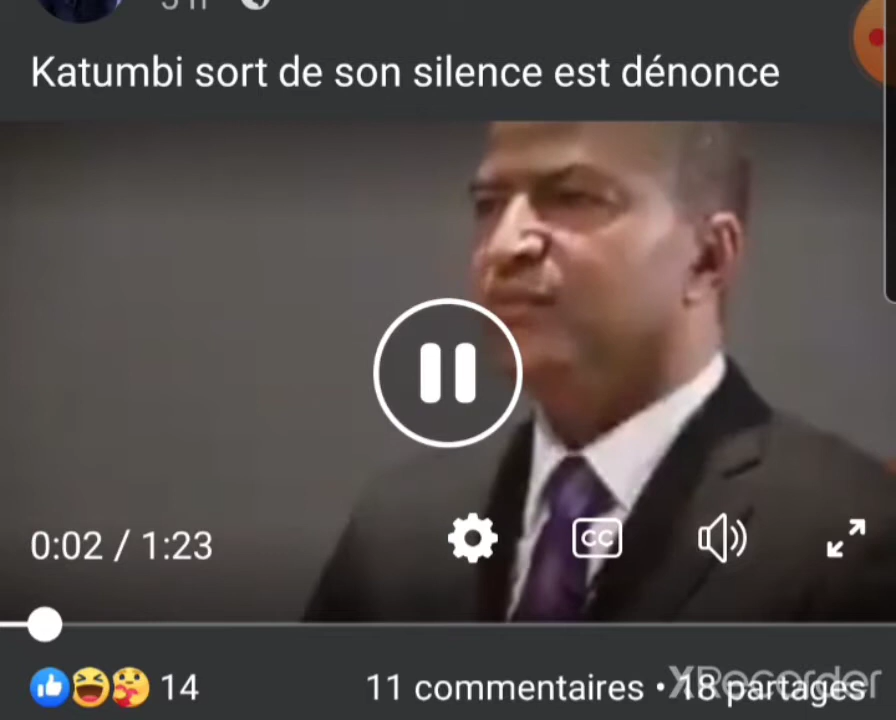 Katumbi sort de son silence est dénonce
CC
0:02 / 1:23
14 11 commentaires • 18 partages
XRecorder